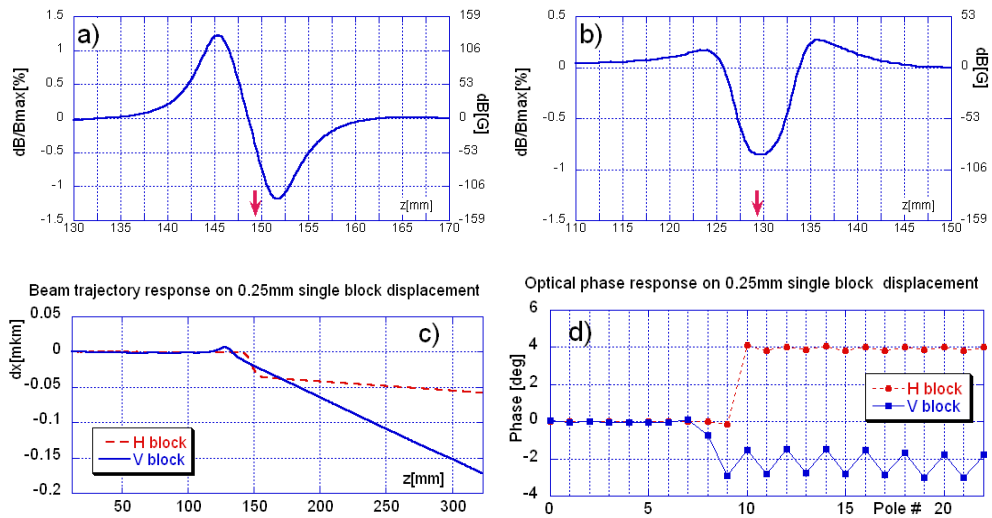 a)
dB/Bmax[%]
1.5
1
0.5
0
-0.5
-1
-1.5
159
106
53
0
-53
-106
-159
dB[G]
z[mm]
130 135 140 145 150 155 160 165 170
b)
dB/Bmax[%]
0.5
0
-0.5
-1
-1.5
53
0
-53
-106
-159
dB[G]
z[mm]
110 115 120 125 130 135 140 145 150
Beam trajectory response on 0.25mm single block displacement
c)
dx[mkm]
0.05
0
-0.05
-0.1
-0.15
-0.2
H block
V block
z[mm]
50 100 150 200 250 300
Optical phase response on 0.25mm single block displacement
d)
Phase [deg]
6
4
2
0
-2
-4
H block
V block
0 5 10 15 Pole # 20